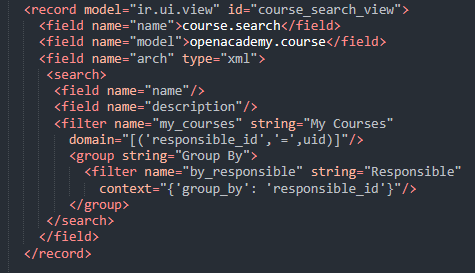 <record model="ir.ui.view" id="course_search_view">
<field name="name">course.search</field>
<field name="model">openacademy.course</field>
<field name="arch" type="xml">
<search>
<field name="name"/>
<field name="description"/>
<filter name="my_courses" string="My Courses"
domain="[('responsible_id','=',uid)]"/>
<group string="Group By">
<filter name="by_responsible" string="Responsible"
context="{'group_by': 'responsible_id'}"/>
</group>
</search>
</field>
</record>